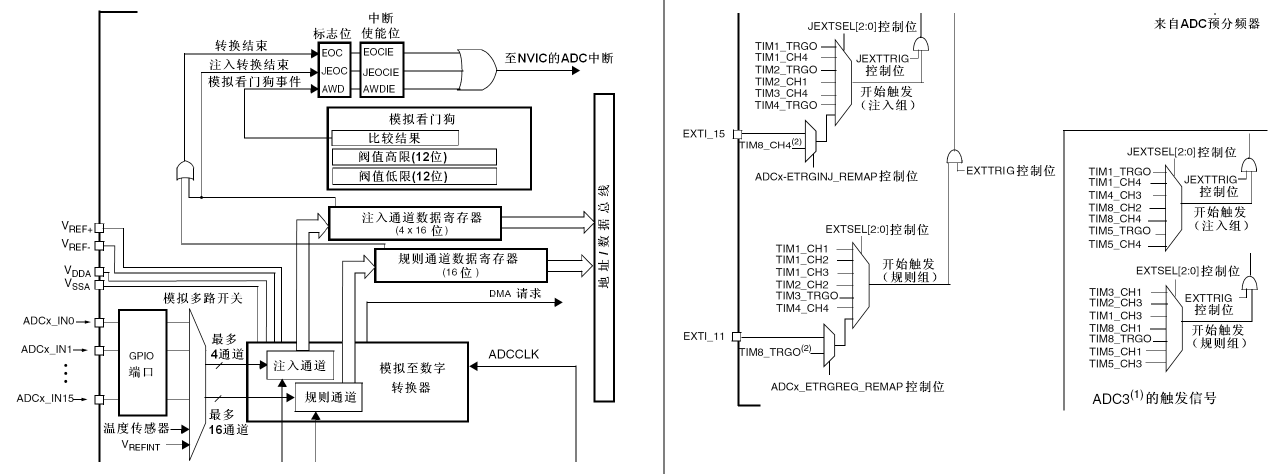 中断
标志位 使能位
转换结束
EOC EOCIE
注入转换结束
JEOC JEOCIE
模拟看门狗事件
AWD AWDIE
至NVIC的ADC中断
模拟看门狗
比较结果
阀值高限(12位)
阀值低限(12位)
注入通道数据寄存器
(4 x 16 位)
规则通道数据寄存器
(16 位)
地址/数据总线
VREF+
VREF-
VDDA
VSSA
DMA 请求
模拟多路开关
ADCx_IN0
ADCx_IN1
ADCx_IN15
GPIO
端口
最多
4通道
最多
16通道
注入通道
规则通道
模拟至数字
转换器
ADCCLK
温度传感器
VREFINT
JEXTSEL[2:0]控制位
TIM1_TRGO
TIM1_CH4
TIM2_TRGO
TIM2_CH1
TIM3_CH4
TIM4_TRGO
JEXTTRIG
控制位
开始触发
(注入组)
EXTI_15
TIM8_CH4(2)
ADCx-ETRGINJ_REMAP控制位
EXTTRIG控制位
EXTSEL[2:0]控制位
TIM1_CH1
TIM1_CH2
TIM1_CH3
TIM2_CH2
TIM3_TRGO
TIM4_CH4
开始触发
(规则组)
EXTI_11
TIM8_TRGO(2)
ADCx_ETRGREG_REMAP控制位
来自ADC预分频器
JEXTSEL[2:0]控制位
TIM1_TRGO
TIM1_CH4
TIM4_CH3
TIM8_CH2
TIM8_CH4
TIM5_TRGO
TIM5_CH4
JEXTTRIG
控制位
开始触发
(注入组)
EXTSEL[2:0]控制位
TIM3_CH1
TIM2_CH3
TIM1_CH3
TIM8_CH1
TIM8_TRGO
TIM5_CH1
TIM5_CH3
EXTTRIG
控制位
开始触发
(规则组)
ADC3(1)的触发信号